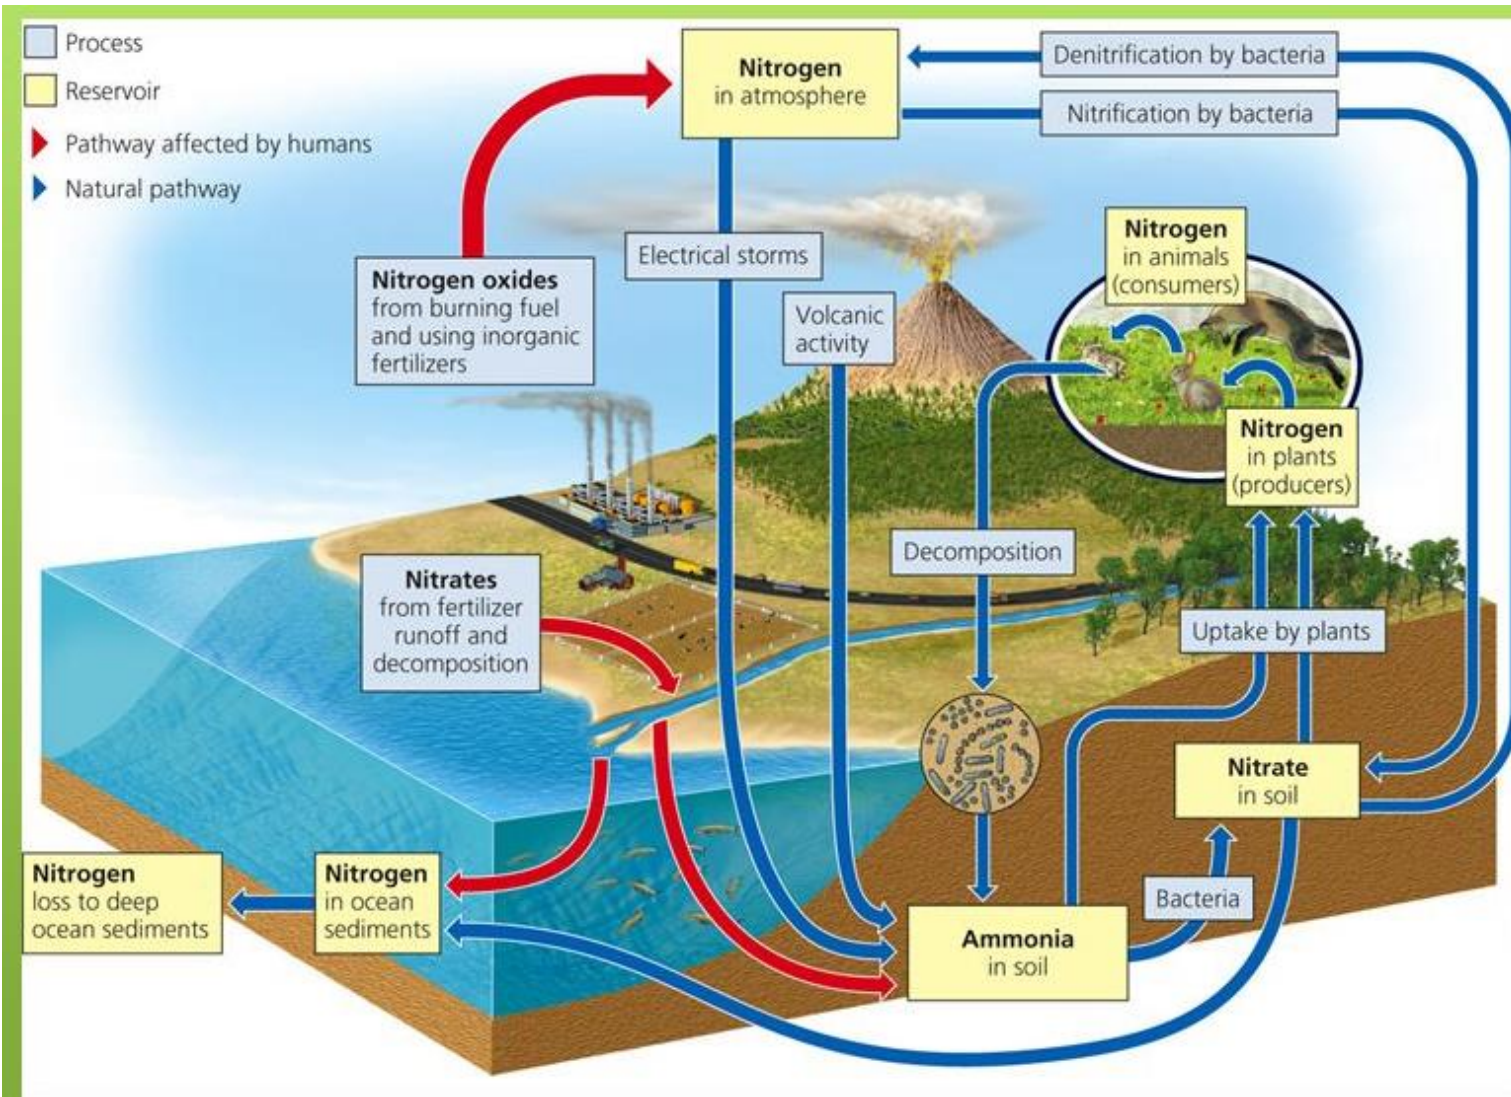 Process
Reservoir
Pathway affected by humans
Natural pathway
Nitrogen
in atmosphere
Denitrification by bacteria
Nitrification by bacteria
Electrical storms
Nitrogen oxides
from burning fuel
and using inorganic
fertilizers
Volcanic
activity
Nitrogen
in animals
(consumers)
Nitrogen
in plants
(producers)
Decomposition
Nitrates
from fertilizer
runoff and
decomposition
Uptake by plants
Nitrate
in soil
Bacteria
Ammonia
in soil
Nitrogen
in ocean
sediments
Nitrogen
loss to deep
ocean sediments